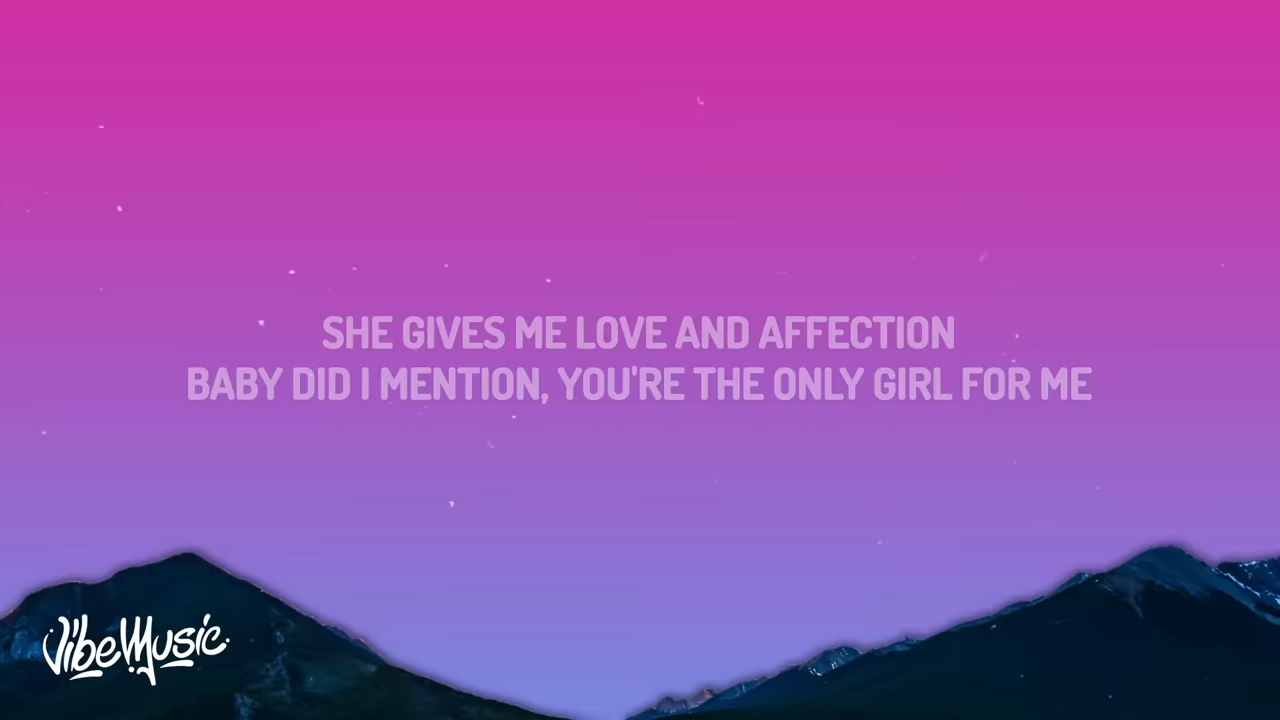 SHE GIVES ME LOVE AND AFFECTION
BABY DID I MENTION, YOU'RE THE ONLY GIRL FOR ME
VibeMusic